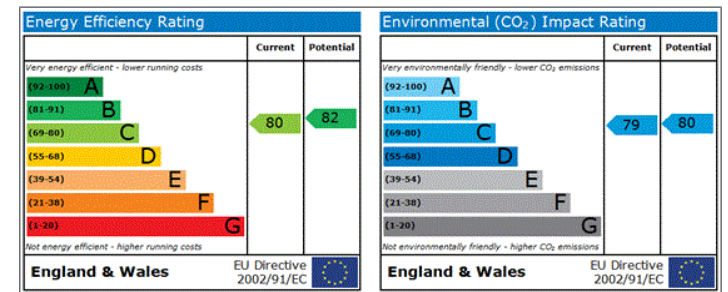 Energy Efficiency Rating
Current Potential
Very energy efficient - lower running costs
(92-100) A
(81-91) B
(69-80) C
(55-68) D
(39-54) E
(21-38) F
(1-20) G
80
82
Not energy efficient - higher running costs
England & Wales
EU Directive
2002/91/EC
Environmental (CO₂) Impact Rating
Current Potential
Very environmentally friendly - lower CO₂ emissions
(92-100) A
(81-91) B
(69-80) C
(55-68) D
(39-54) E
(21-38) F
(1-20) G
79
80
Not environmentally friendly - higher CO₂ emissions
England & Wales
EU Directive
2002/91/EC